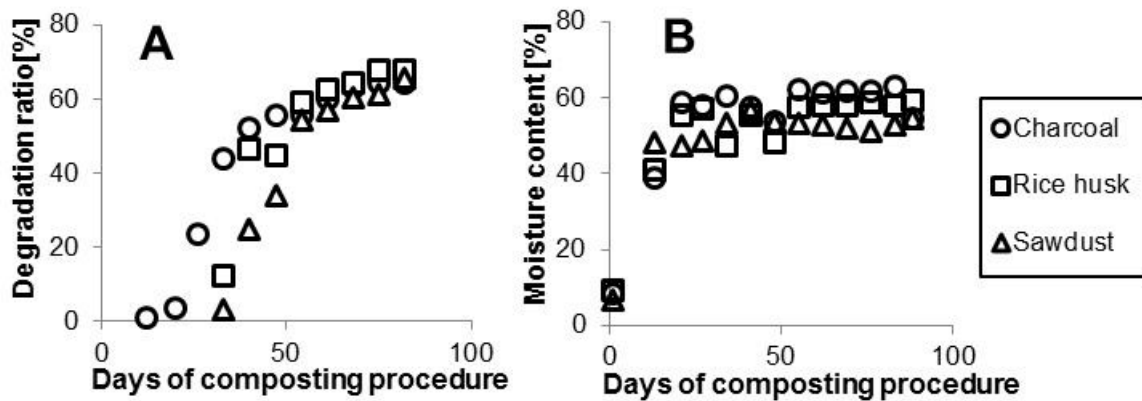 A
Degradation ratio[%]
80
60
40
20
0
0
50
100
Days of composting procedure
B
Moisture content [%]
80
60
40
20
0
0
50
100
Days of composting procedure
Charcoal
Rice husk
Sawdust